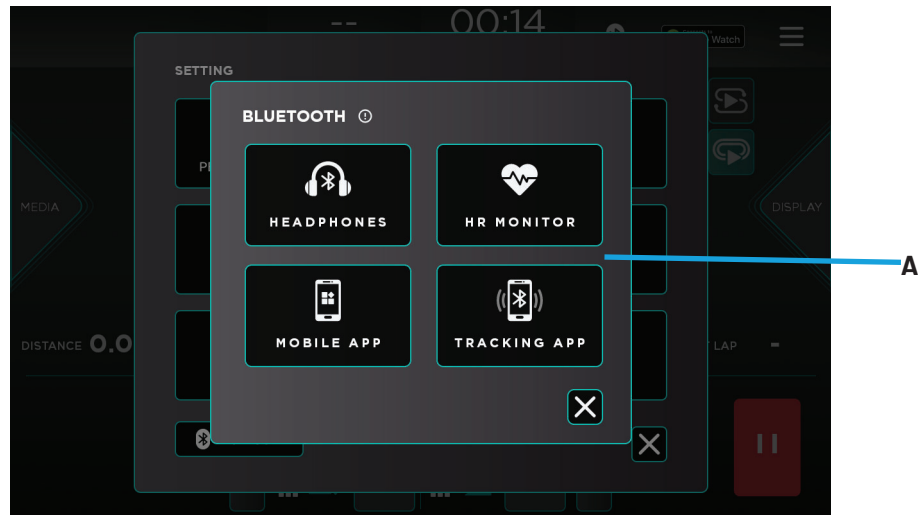 --
00:14
Watch
SETTING
BLUETOOTH
HEADPHONES
HR MONITOR
MEDIA
DISPLAY
A
MOBILE APP
TRACKING APP
DISTANCE 0.0
LAP -